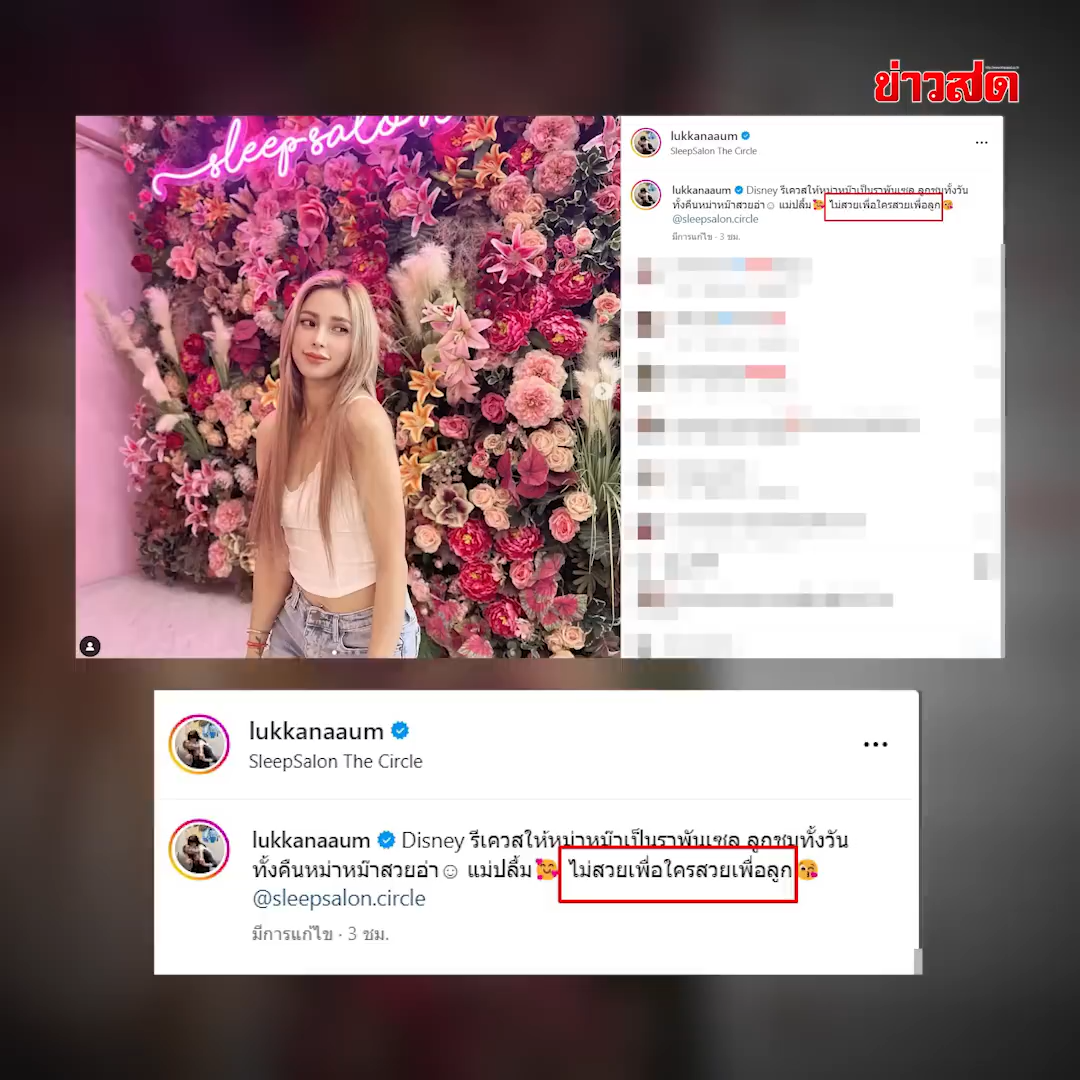 ข่าวสด
sleepsalon
lukkanaaum
SleepSalon The Circle
lukkanaaum Disney รีเควสให้หม่าหม๊าเป็นราพันเซล ลูกชมทั้งวัน
ทั้งคืนหม่าหม๊าสวยอ่า☺ แม่ปลื้ม🥰 ไม่สวยเพื่อใครสวยเพื่อลูก😘
@sleepsalon.circle
มีการแก้ไข · 3 ชม.
lukkanaaum
SleepSalon The Circle
lukkanaaum Disney รีเควสให้หม่าหม๊าเป็นราพันเซล ลูกชมทั้งวัน
ทั้งคืนหม่าหม๊าสวยอ่า☺ แม่ปลื้ม🥰 ไม่สวยเพื่อใครสวยเพื่อลูก😘
@sleepsalon.circle
มีการแก้ไข · 3 ชม.